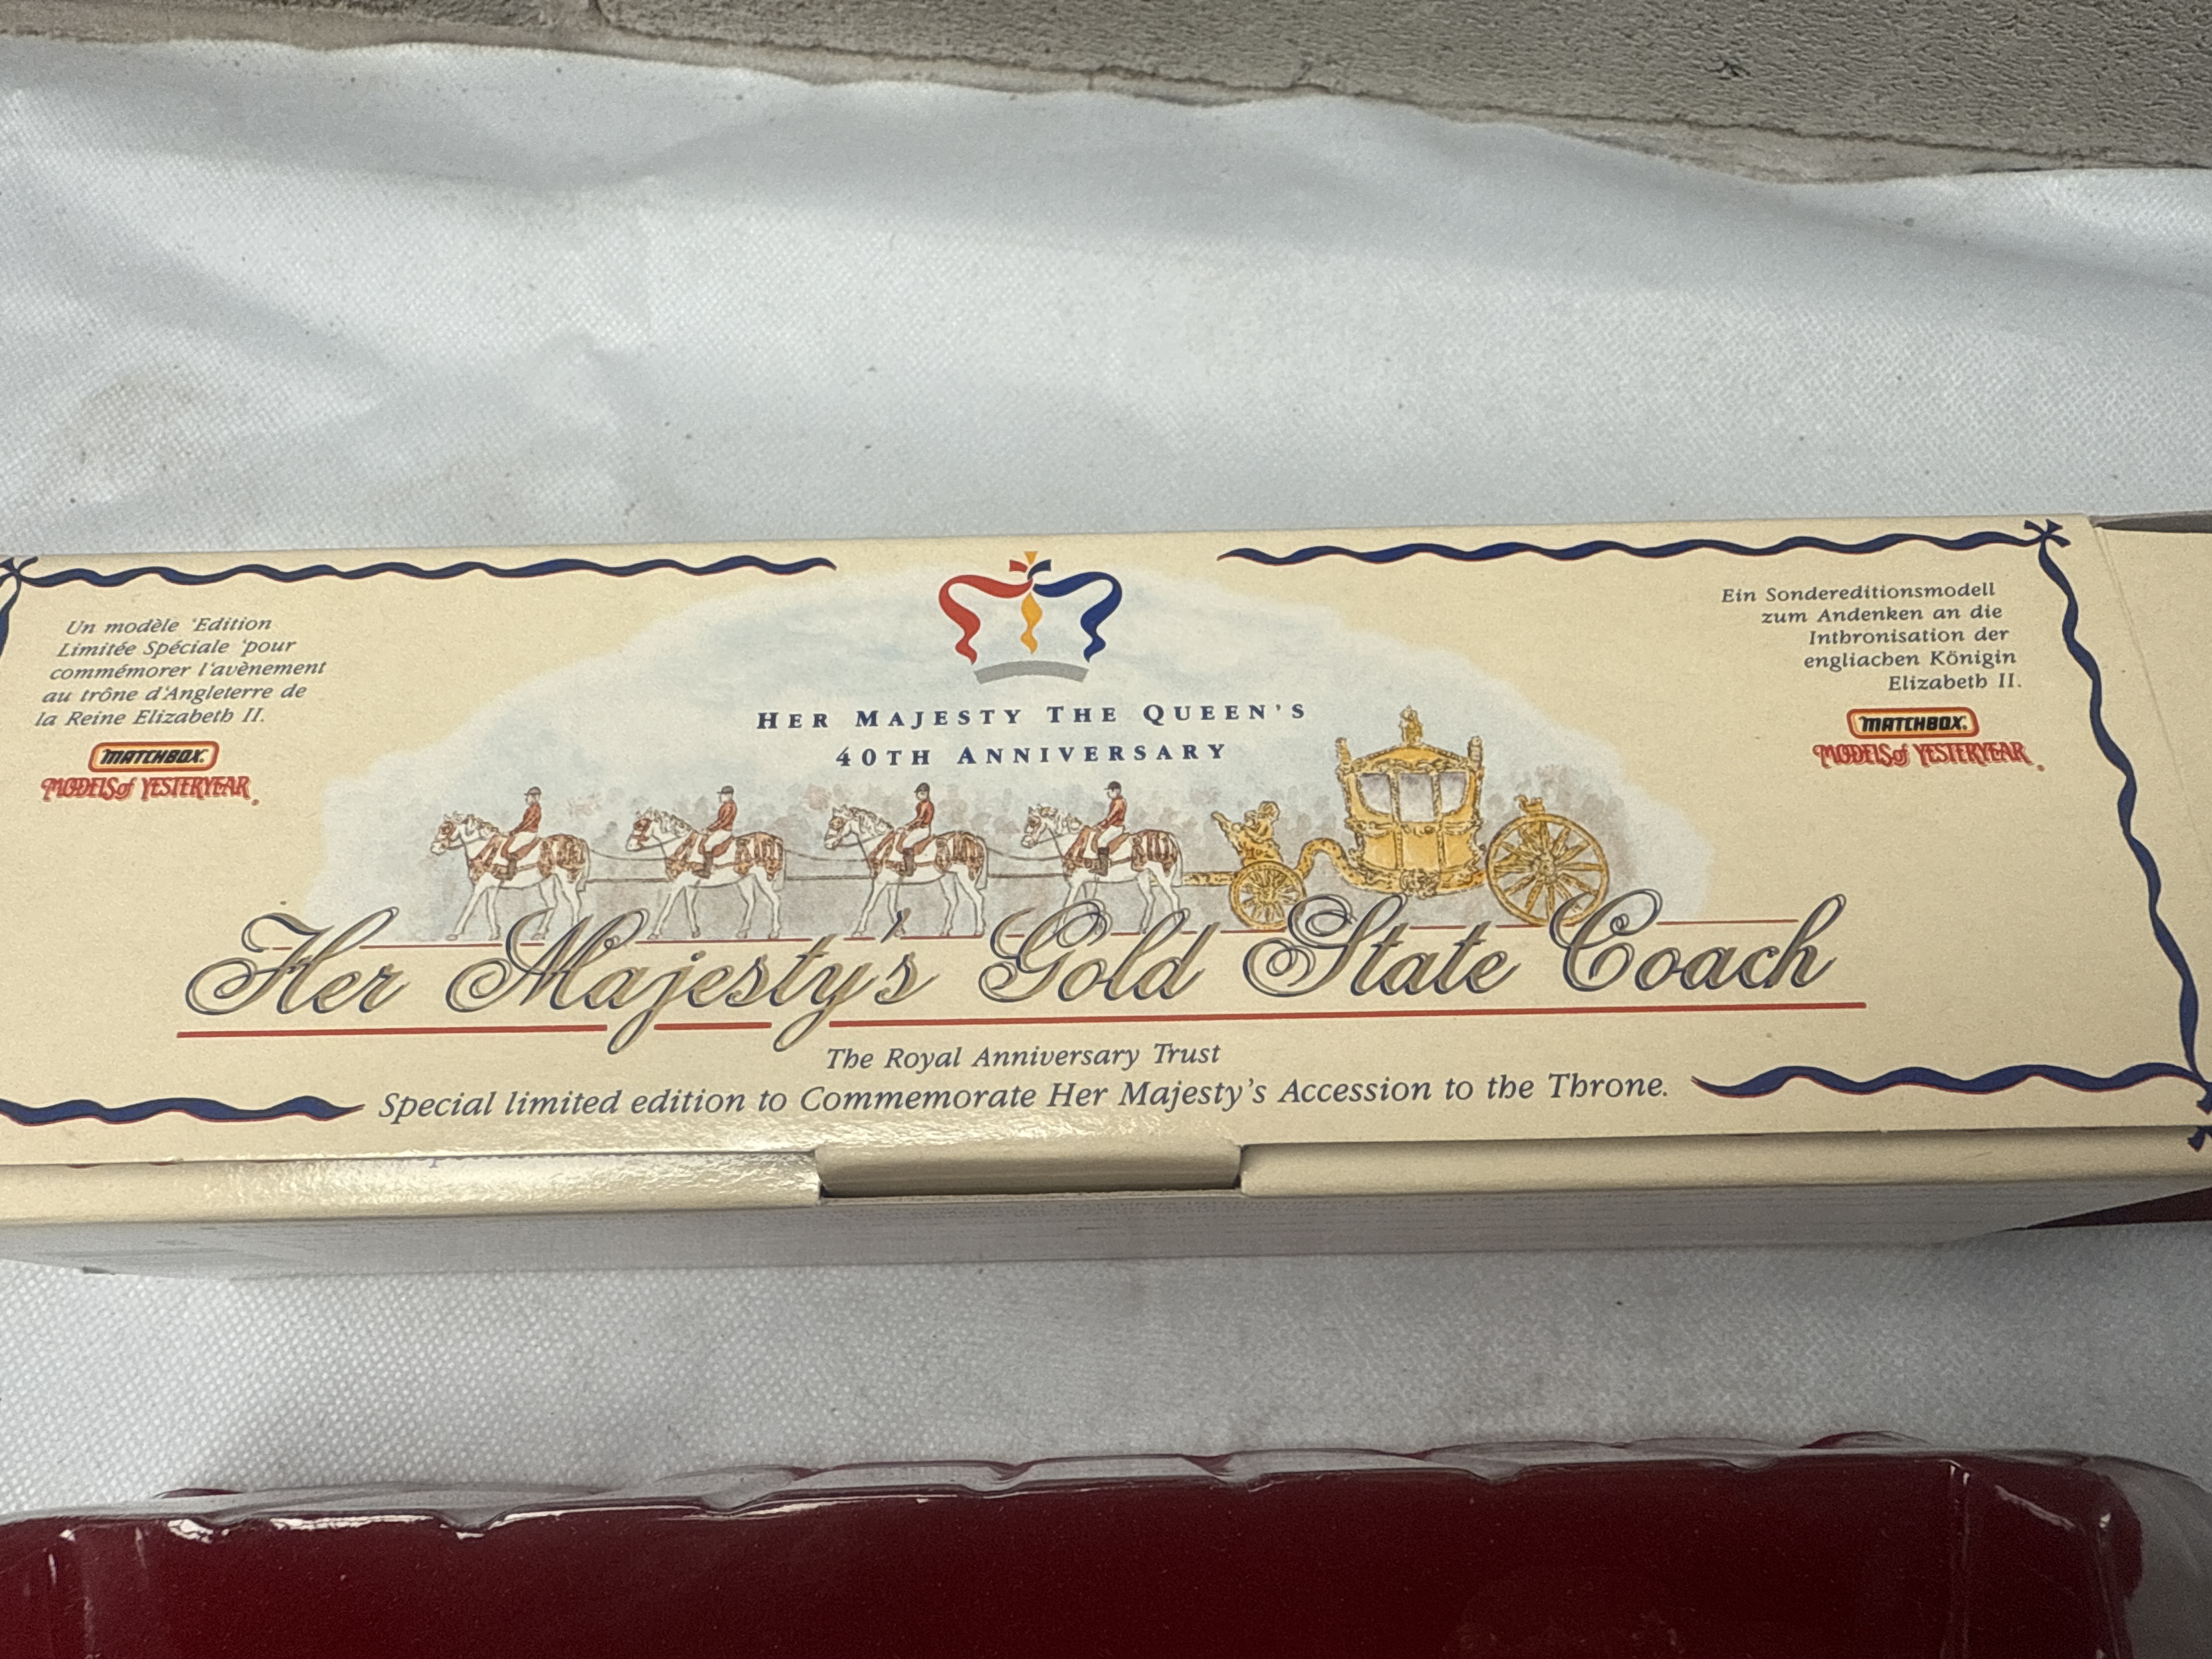 Un modèle 'Edition
Limitée Spéciale 'pour
commémorer l'avènement
au trône d'Angleterre de
la Reine Elizabeth II.
MATCHBOX
MODELS of YESTERYEAR
HER MAJESTY THE QUEEN'S
40TH ANNIVERSARY
Ein Sondereditionsmodell
zum Andenken an die
Inthronisation der
engliachen Königin
Elizabeth II.
MATCHBOX
MODELS of YESTERYEAR
Her Majesty's Gold State Coach
The Royal Anniversary Trust
Special limited edition to Commemorate Her Majesty's Accession to the Throne.